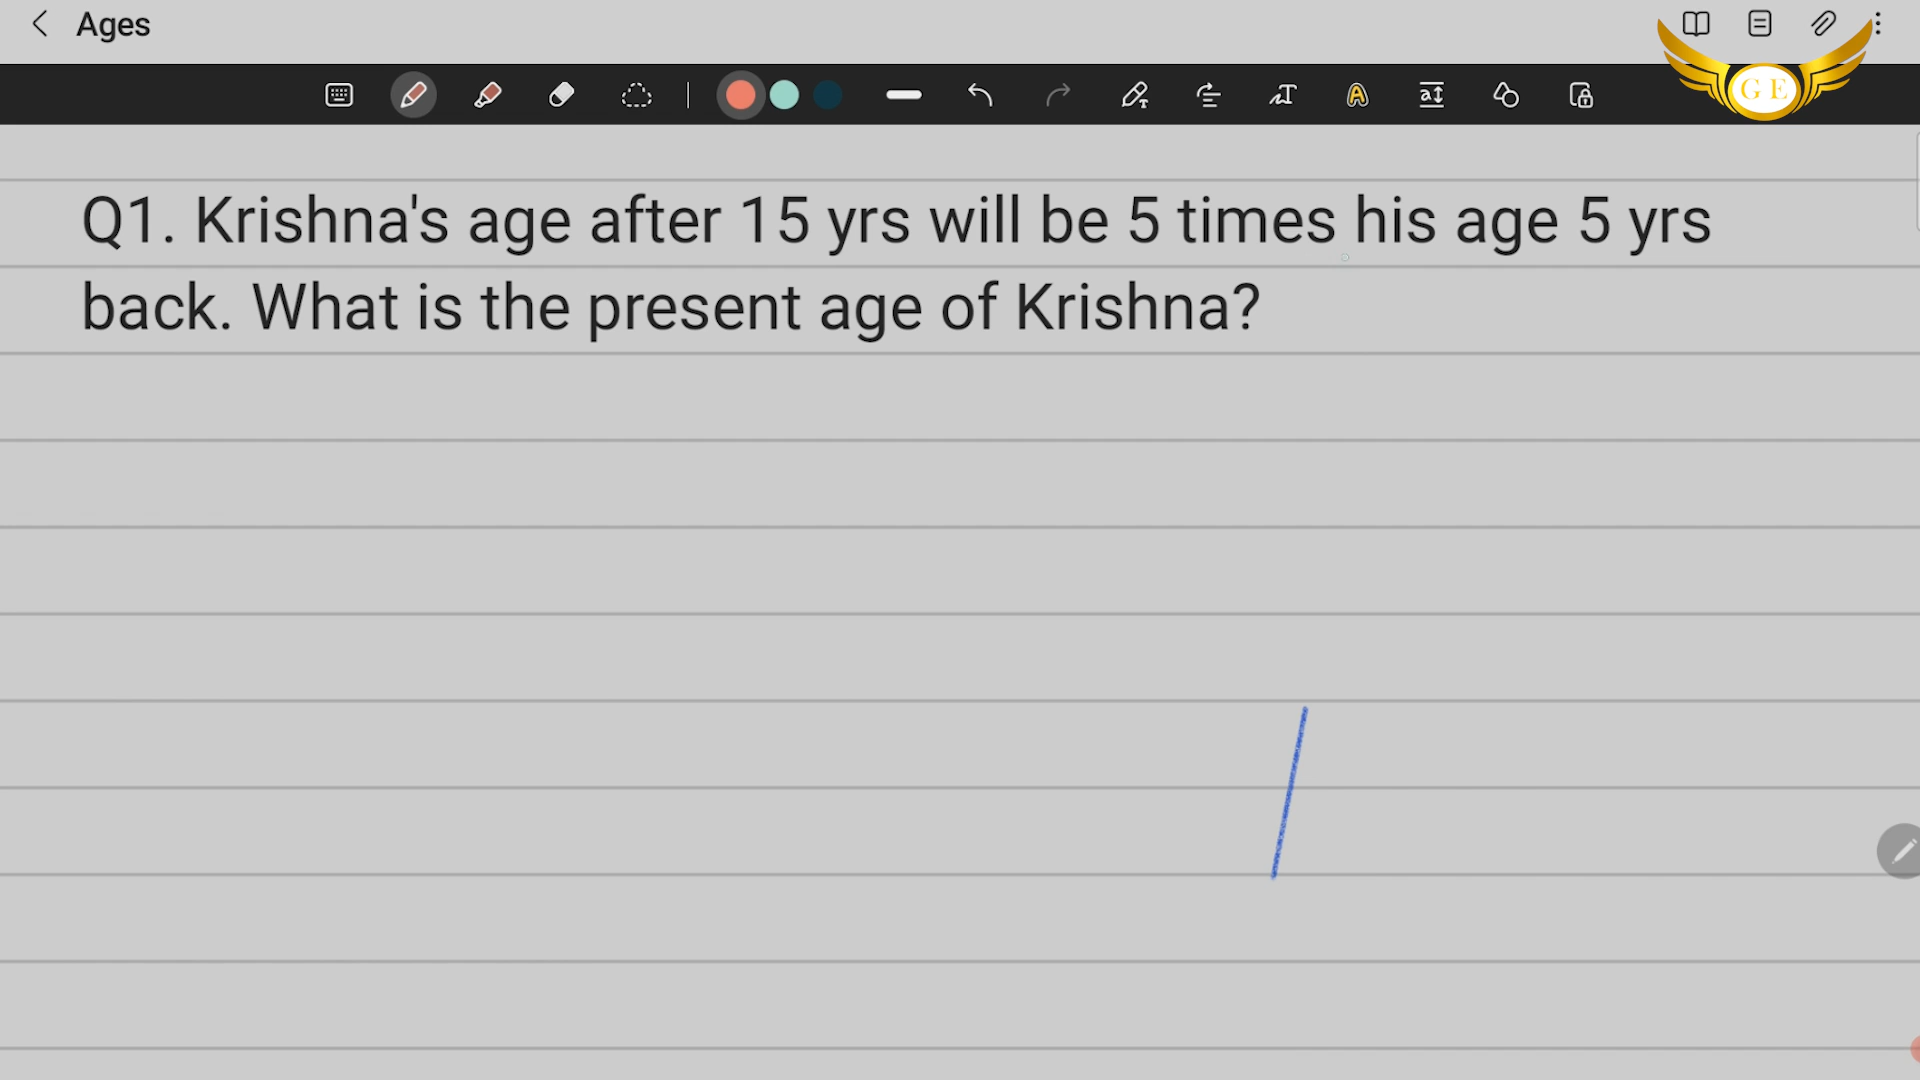 Ages
G E
Q1. Krishna's age after 15 yrs will be 5 times his age 5 yrs
back. What is the present age of Krishna?